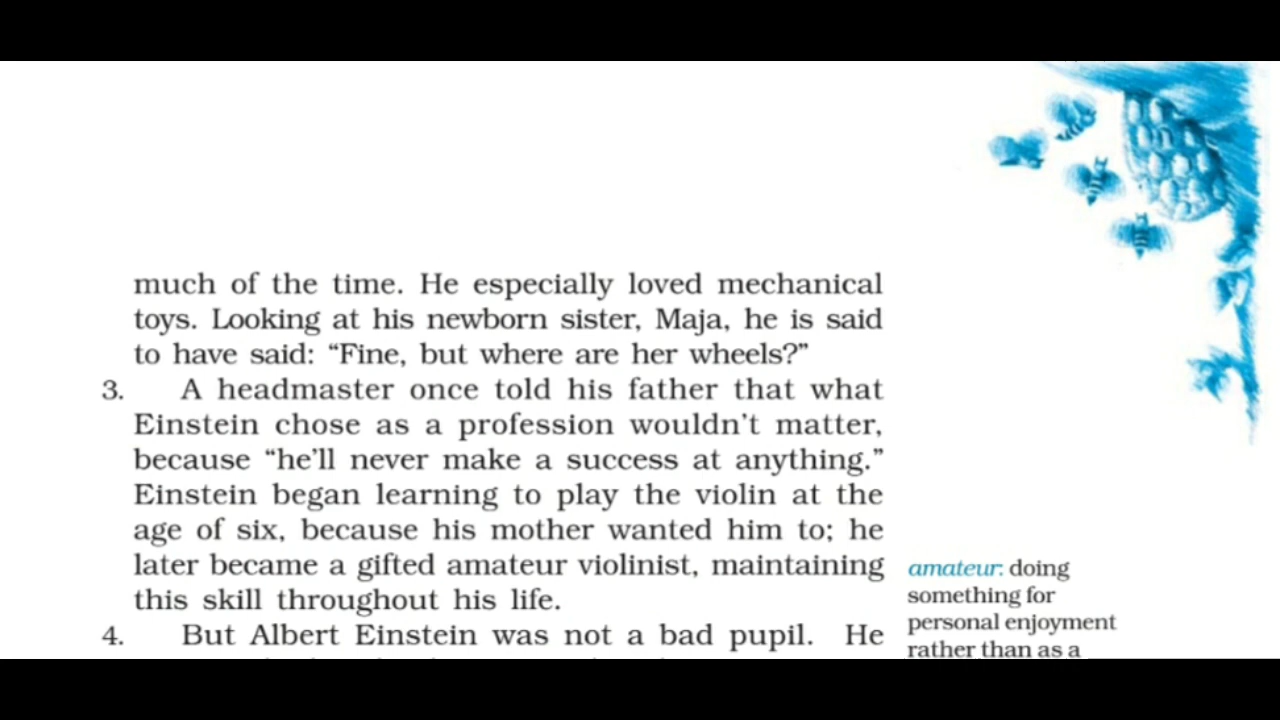 much of the time. He especially loved mechanical
toys. Looking at his newborn sister, Maja, he is said
to have said: “Fine, but where are her wheels?”
3. A headmaster once told his father that what
Einstein chose as a profession wouldn’t matter,
because “he’ll never make a success at anything.”
Einstein began learning to play the violin at the
age of six, because his mother wanted him to; he
later became a gifted amateur violinist, maintaining
this skill throughout his life.
4. But Albert Einstein was not a bad pupil. He
amateur: doing
something for
personal enjoyment
rather than as a